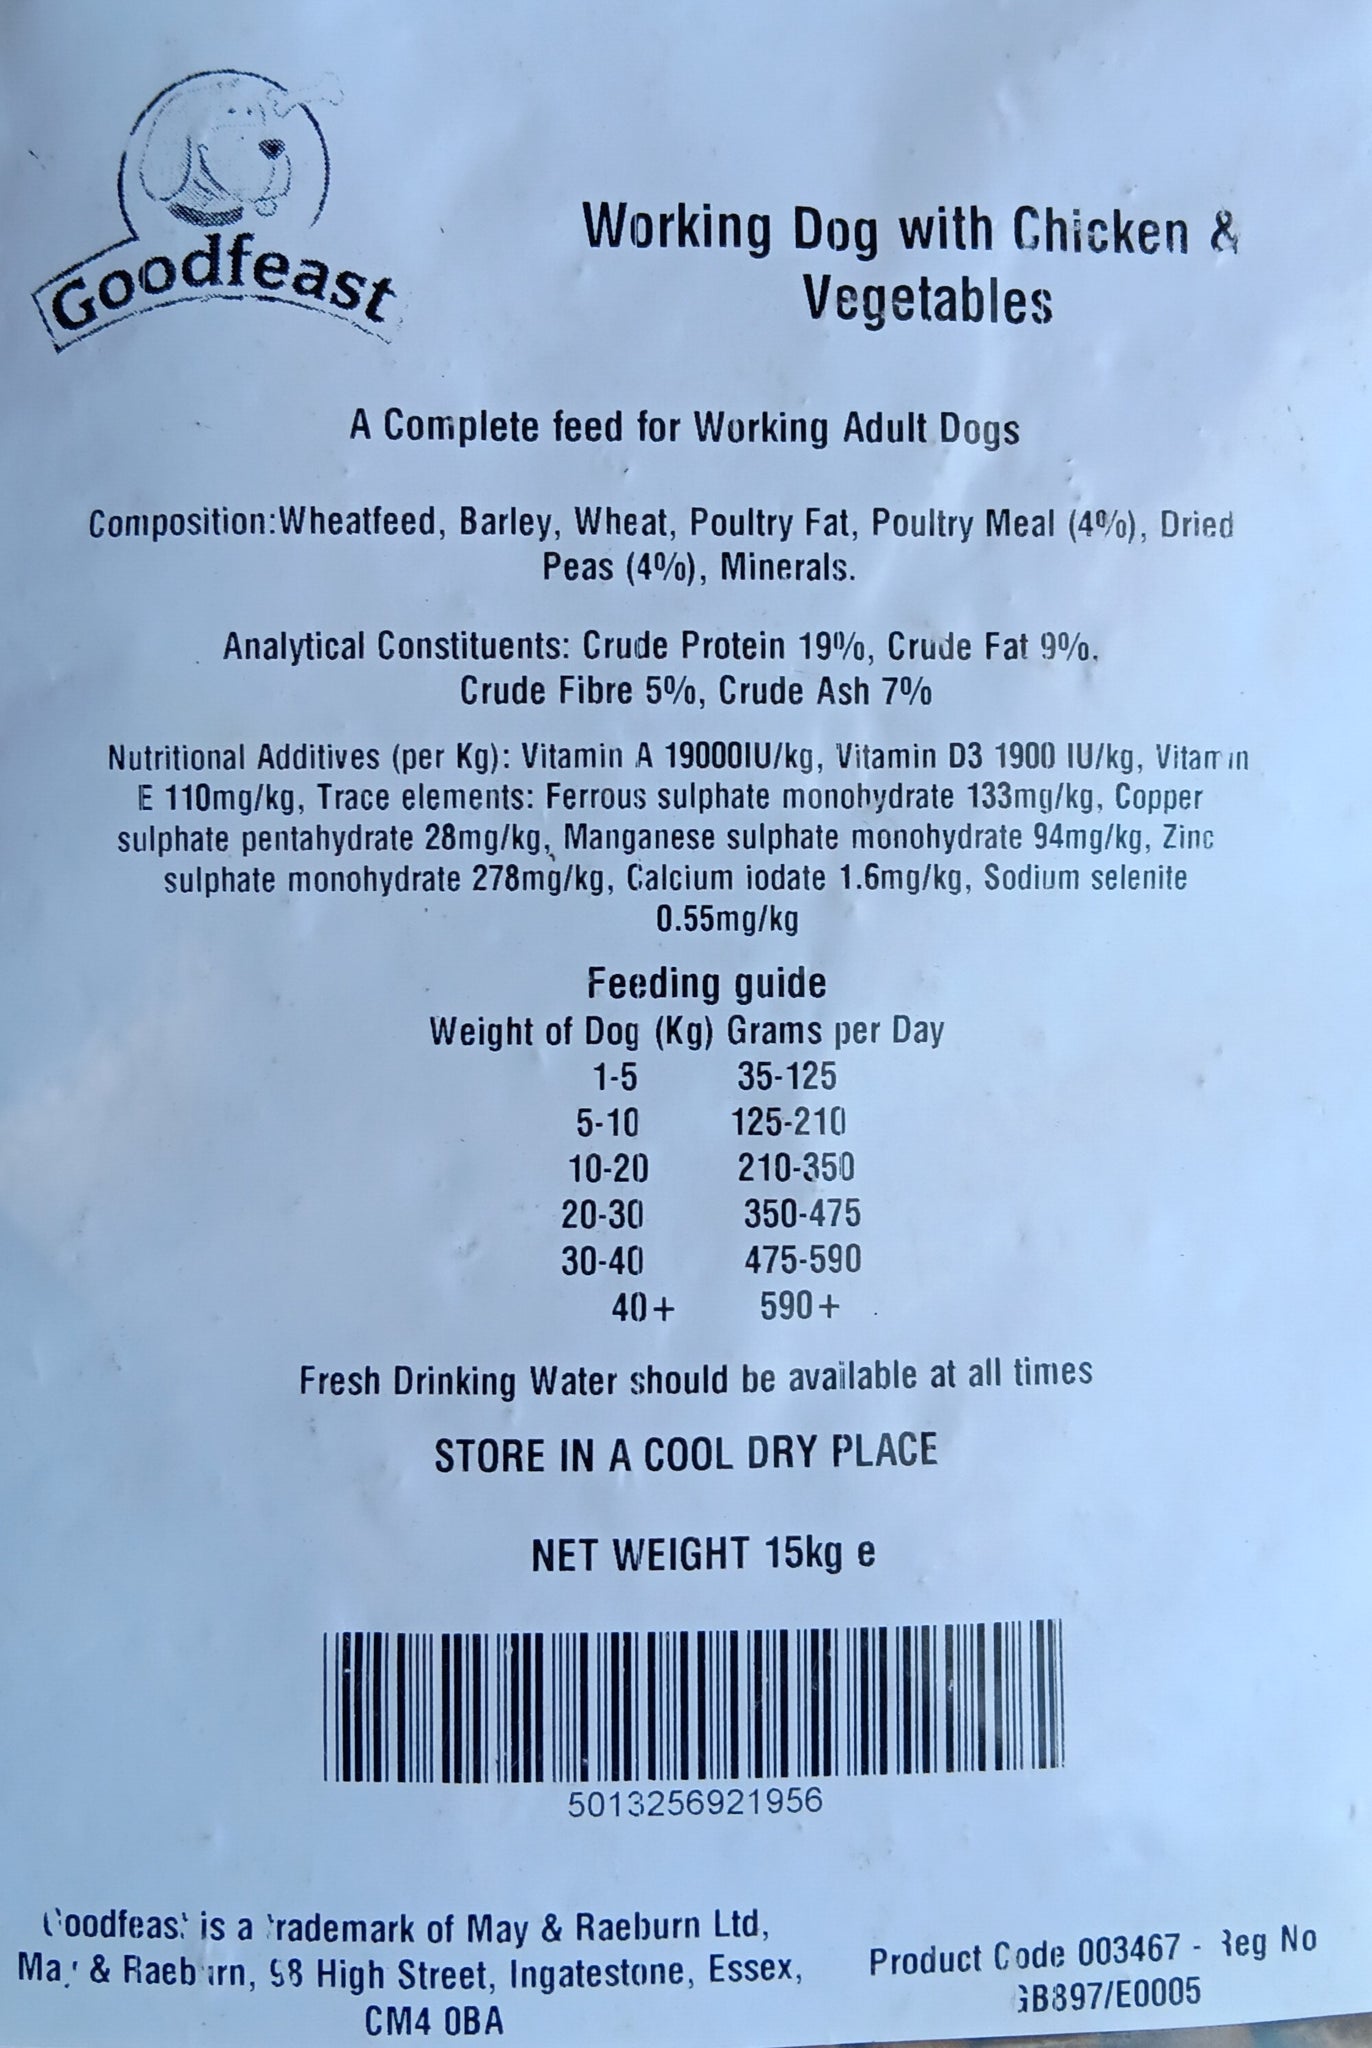 Goodfeast
Working Dog with Chicken &
Vegetables
A Complete feed for Working Adult Dogs
Composition:Wheatfeed, Barley, Wheat, Poultry Fat, Poultry Meal (4%), Dried
Peas (4%), Minerals.
Analytical Constituents: Crude Protein 19%, Crude Fat 9%.
Crude Fibre 5%, Crude Ash 7%
Nutritional Additives (per Kg): Vitamin A 19000IU/kg, Vitamin D3 1900 IU/kg, Vitamin
E 110mg/kg, Trace elements: Ferrous sulphate monohydrate 133mg/kg, Copper
sulphate pentahydrate 28mg/kg, Manganese sulphate monohydrate 94mg/kg, Zinc
sulphate monohydrate 278mg/kg, Calcium iodate 1.6mg/kg, Sodium selenite
0.55mg/kg
Feeding guide
Weight of Dog (Kg) Grams per Day
1-5 35-125
5-10 125-210
10-20 210-350
20-30 350-475
30-40 475-590
40+ 590+
Fresh Drinking Water should be available at all times
STORE IN A COOL DRY PLACE
NET WEIGHT 15kg e
5013256921956
Goodfeast is a trademark of May & Raeburn Ltd,
May & Raeburn, 98 High Street, Ingatestone, Essex,
CM4 0BA
Product Code 003467 - Reg No
GB897/E0005